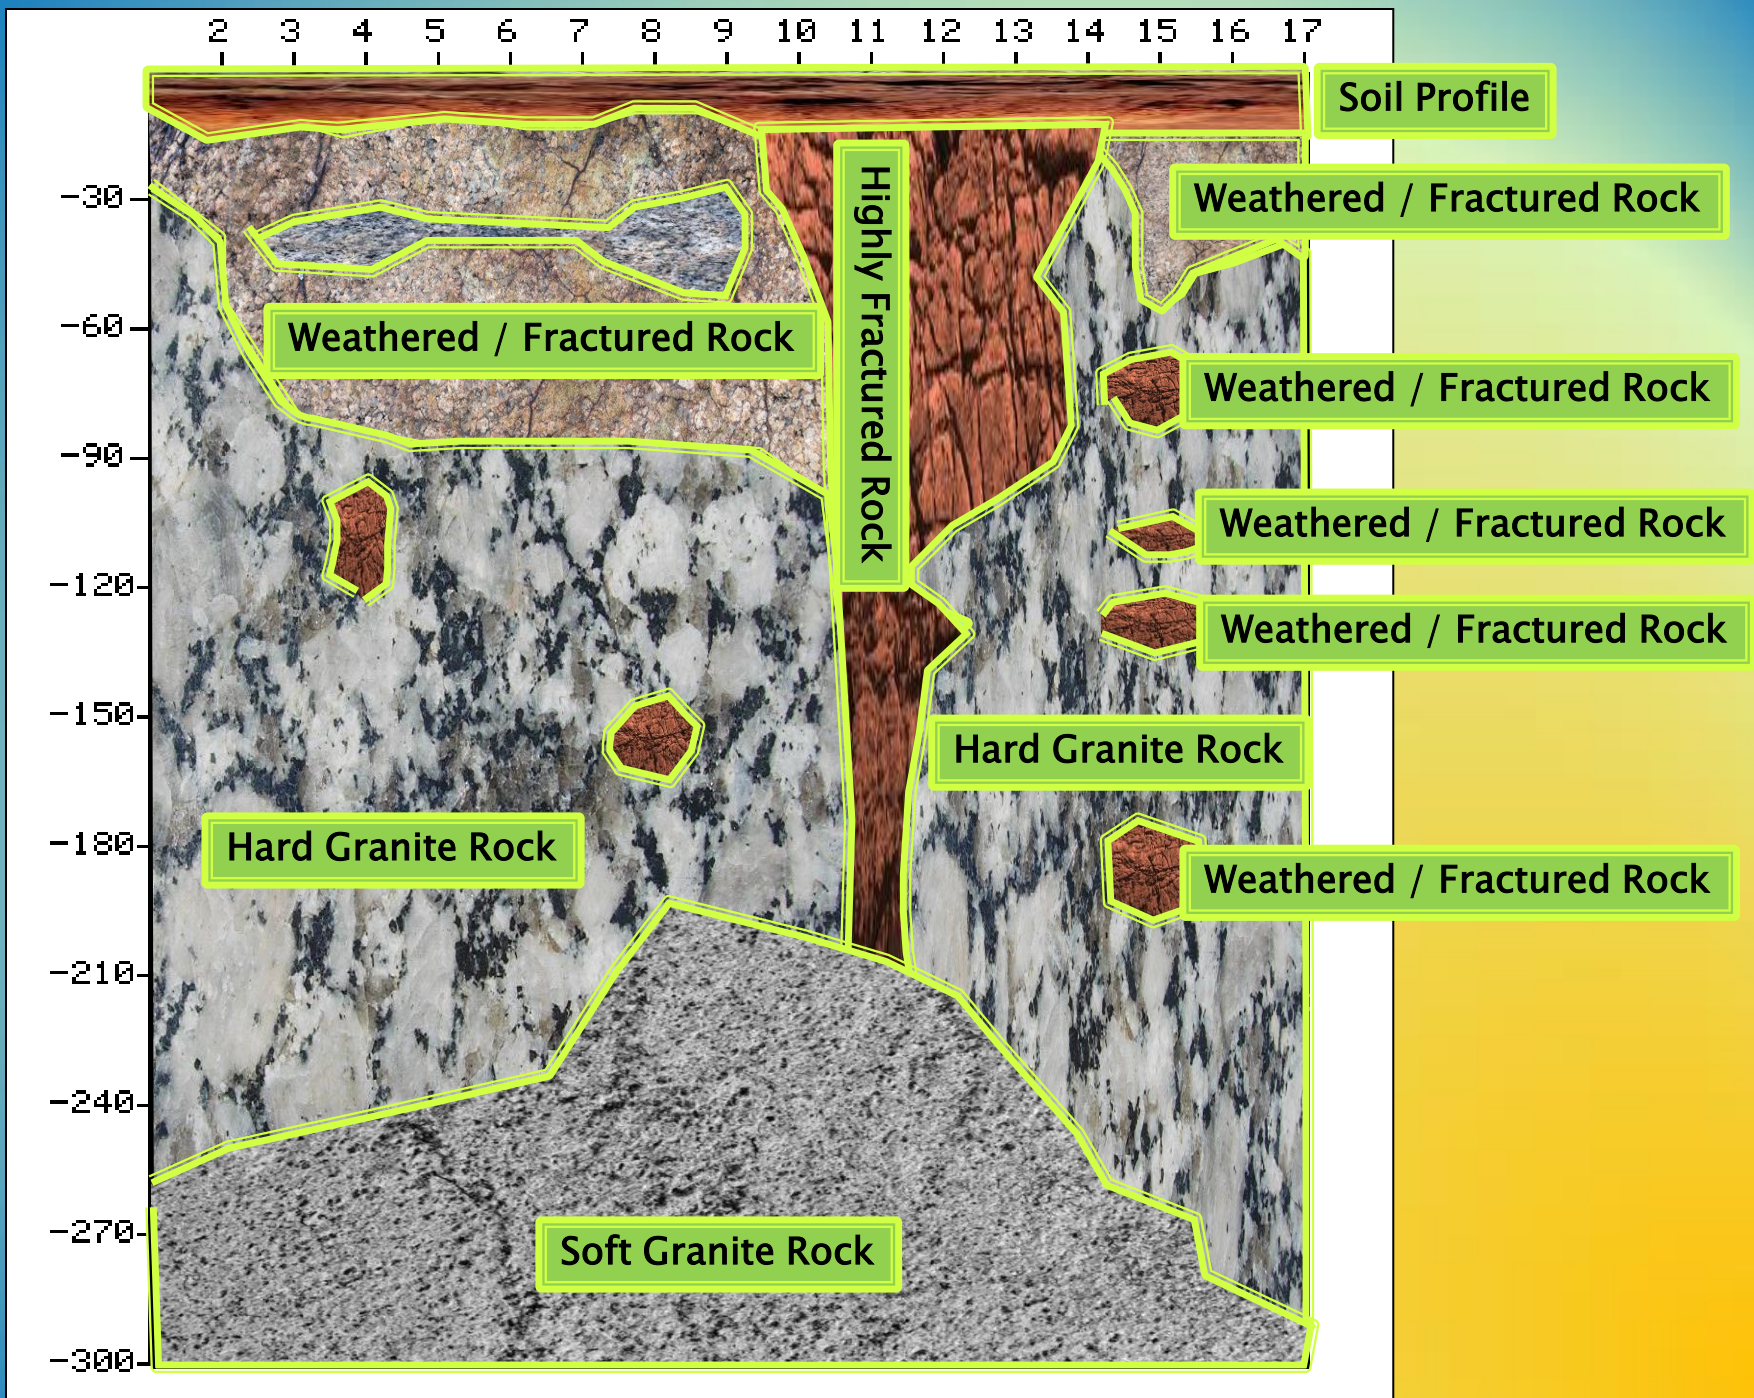 2 3 4 5 6 7 8 9 10 11 12 13 14 15 16 17
Soil Profile
-30
Weathered / Fractured Rock
Highly Fractured Rock
-60
Weathered / Fractured Rock
Weathered / Fractured Rock
-90
Weathered / Fractured Rock
-120
Weathered / Fractured Rock
-150
Hard Granite Rock
-180
Hard Granite Rock
Weathered / Fractured Rock
-210
-240
-270
Soft Granite Rock
-300